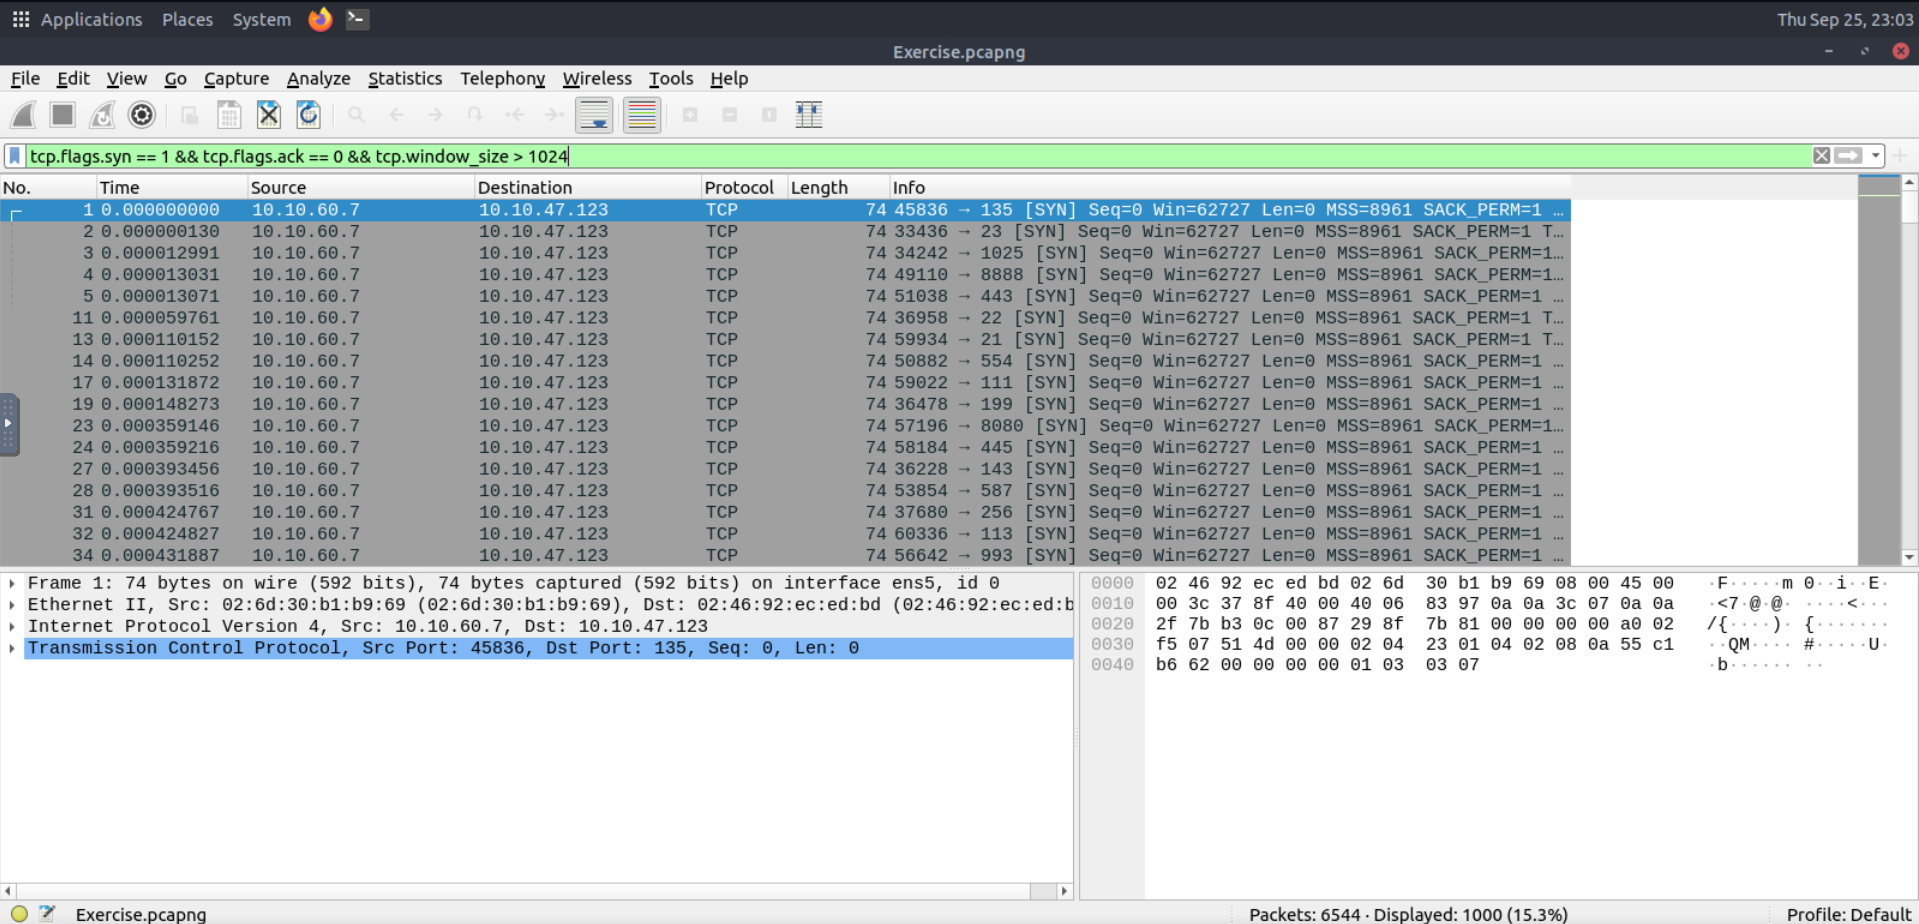 Applications Places System Thu Sep 25, 23:03
Exercise.pcapng
File Edit View Go Capture Analyze Statistics Telephony Wireless Tools Help
tcp.flags.syn == 1 && tcp.flags.ack == 0 && tcp.window_size > 1024
No. Time Source Destination Protocol Length Info
1 0.000000000 10.10.60.7 10.10.47.123 TCP 74 45836 → 135 [SYN] Seq=0 Win=62727 Len=0 MSS=8961 SACK_PERM=1 …
2 0.000000130 10.10.60.7 10.10.47.123 TCP 74 33436 → 23 [SYN] Seq=0 Win=62727 Len=0 MSS=8961 SACK_PERM=1 T…
3 0.000012991 10.10.60.7 10.10.47.123 TCP 74 34242 → 1025 [SYN] Seq=0 Win=62727 Len=0 MSS=8961 SACK_PERM=1…
4 0.000013031 10.10.60.7 10.10.47.123 TCP 74 49110 → 8888 [SYN] Seq=0 Win=62727 Len=0 MSS=8961 SACK_PERM=1…
5 0.000013071 10.10.60.7 10.10.47.123 TCP 74 51038 → 443 [SYN] Seq=0 Win=62727 Len=0 MSS=8961 SACK_PERM=1 …
11 0.000059761 10.10.60.7 10.10.47.123 TCP 74 36958 → 22 [SYN] Seq=0 Win=62727 Len=0 MSS=8961 SACK_PERM=1 T…
13 0.000110152 10.10.60.7 10.10.47.123 TCP 74 59934 → 21 [SYN] Seq=0 Win=62727 Len=0 MSS=8961 SACK_PERM=1 T…
14 0.000110252 10.10.60.7 10.10.47.123 TCP 74 50882 → 554 [SYN] Seq=0 Win=62727 Len=0 MSS=8961 SACK_PERM=1 …
17 0.000131872 10.10.60.7 10.10.47.123 TCP 74 59022 → 111 [SYN] Seq=0 Win=62727 Len=0 MSS=8961 SACK_PERM=1 …
19 0.000148273 10.10.60.7 10.10.47.123 TCP 74 36478 → 199 [SYN] Seq=0 Win=62727 Len=0 MSS=8961 SACK_PERM=1 …
23 0.000359146 10.10.60.7 10.10.47.123 TCP 74 57196 → 8080 [SYN] Seq=0 Win=62727 Len=0 MSS=8961 SACK_PERM=1…
24 0.000359216 10.10.60.7 10.10.47.123 TCP 74 58184 → 445 [SYN] Seq=0 Win=62727 Len=0 MSS=8961 SACK_PERM=1 …
27 0.000393456 10.10.60.7 10.10.47.123 TCP 74 36228 → 143 [SYN] Seq=0 Win=62727 Len=0 MSS=8961 SACK_PERM=1 …
28 0.000393516 10.10.60.7 10.10.47.123 TCP 74 53854 → 587 [SYN] Seq=0 Win=62727 Len=0 MSS=8961 SACK_PERM=1 …
31 0.000424767 10.10.60.7 10.10.47.123 TCP 74 37680 → 256 [SYN] Seq=0 Win=62727 Len=0 MSS=8961 SACK_PERM=1 …
32 0.000424827 10.10.60.7 10.10.47.123 TCP 74 60336 → 113 [SYN] Seq=0 Win=62727 Len=0 MSS=8961 SACK_PERM=1 …
34 0.000431887 10.10.60.7 10.10.47.123 TCP 74 56642 → 993 [SYN] Seq=0 Win=62727 Len=0 MSS=8961 SACK_PERM=1 …
Frame 1: 74 bytes on wire (592 bits), 74 bytes captured (592 bits) on interface ens5, id 0
Ethernet II, Src: 02:6d:30:b1:b9:69 (02:6d:30:b1:b9:69), Dst: 02:46:92:ec:ed:bd (02:46:92:ec:ed:b
Internet Protocol Version 4, Src: 10.10.60.7, Dst: 10.10.47.123
Transmission Control Protocol, Src Port: 45836, Dst Port: 135, Seq: 0, Len: 0
0000 02 46 92 ec ed bd 02 6d 30 b1 b9 69 08 00 45 00 ·F·····m 0··i··E·
0010 00 3c 37 8f 40 00 40 06 83 97 0a 0a 3c 07 0a 0a ·<7·@·@· ····<···
0020 2f 7b b3 0c 00 87 29 8f 7b 81 00 00 00 00 a0 02 /{····)· {·······
0030 f5 07 51 4d 00 00 02 04 23 01 04 02 08 0a 55 c1 ··QM···· #·····U·
0040 b6 62 00 00 00 00 01 03 03 07 ·b······ ··
Exercise.pcapng Packets: 6544 · Displayed: 1000 (15.3%) Profile: Default